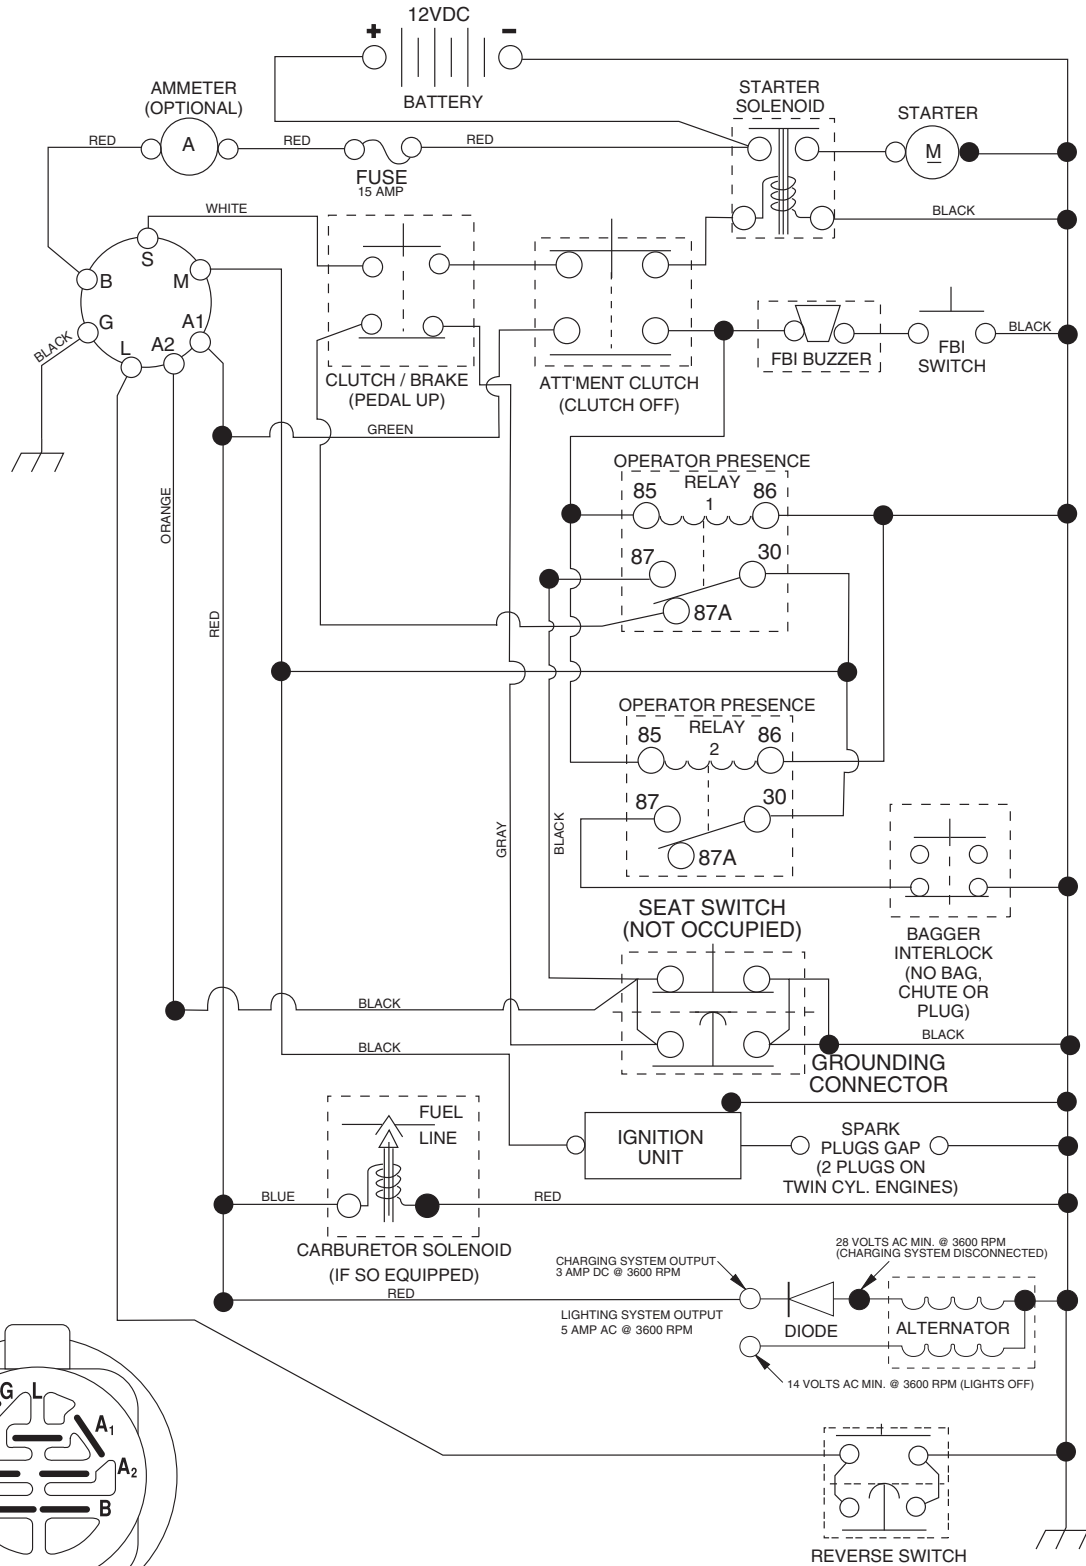 12VDC
+ -
BATTERY
AMMETER
(OPTIONAL)
STARTER
SOLENOID
STARTER
RED
A
RED
RED
M
FUSE
15 AMP
WHITE
BLACK
S
B
M
G
A1
L
A2
BLACK
CLUTCH / BRAKE
(PEDAL UP)
ATT'MENT CLUTCH
(CLUTCH OFF)
FBI BUZZER
FBI
SWITCH
BLACK
GREEN
ORANGE
RED
OPERATOR PRESENCE
RELAY
1
85
86
87
30
87A
OPERATOR PRESENCE
RELAY
2
85
86
87
30
87A
GRAY
BLACK
SEAT SWITCH
(NOT OCCUPIED)
BAGGER
INTERLOCK
(NO BAG,
CHUTE OR
PLUG)
BLACK
BLACK
BLACK
GROUNDING
CONNECTOR
FUEL
LINE
IGNITION
UNIT
SPARK
PLUGS GAP
(2 PLUGS ON
TWIN CYL. ENGINES)
BLUE
RED
CARBURETOR SOLENOID
(IF SO EQUIPPED)
RED
CHARGING SYSTEM OUTPUT
3 AMP DC @ 3600 RPM
28 VOLTS AC MIN. @ 3600 RPM
(CHARGING SYSTEM DISCONNECTED)
LIGHTING SYSTEM OUTPUT
5 AMP AC @ 3600 RPM
DIODE
ALTERNATOR
14 VOLTS AC MIN. @ 3600 RPM (LIGHTS OFF)
G L
A1
A2
B
REVERSE SWITCH